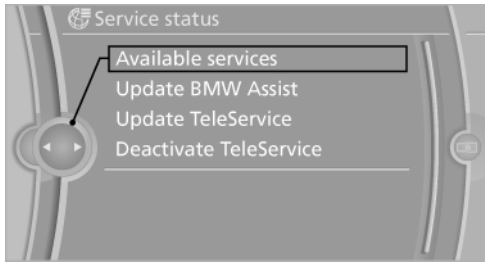 Service status
Available services
Update BMW Assist
Update TeleService
Deactivate TeleService